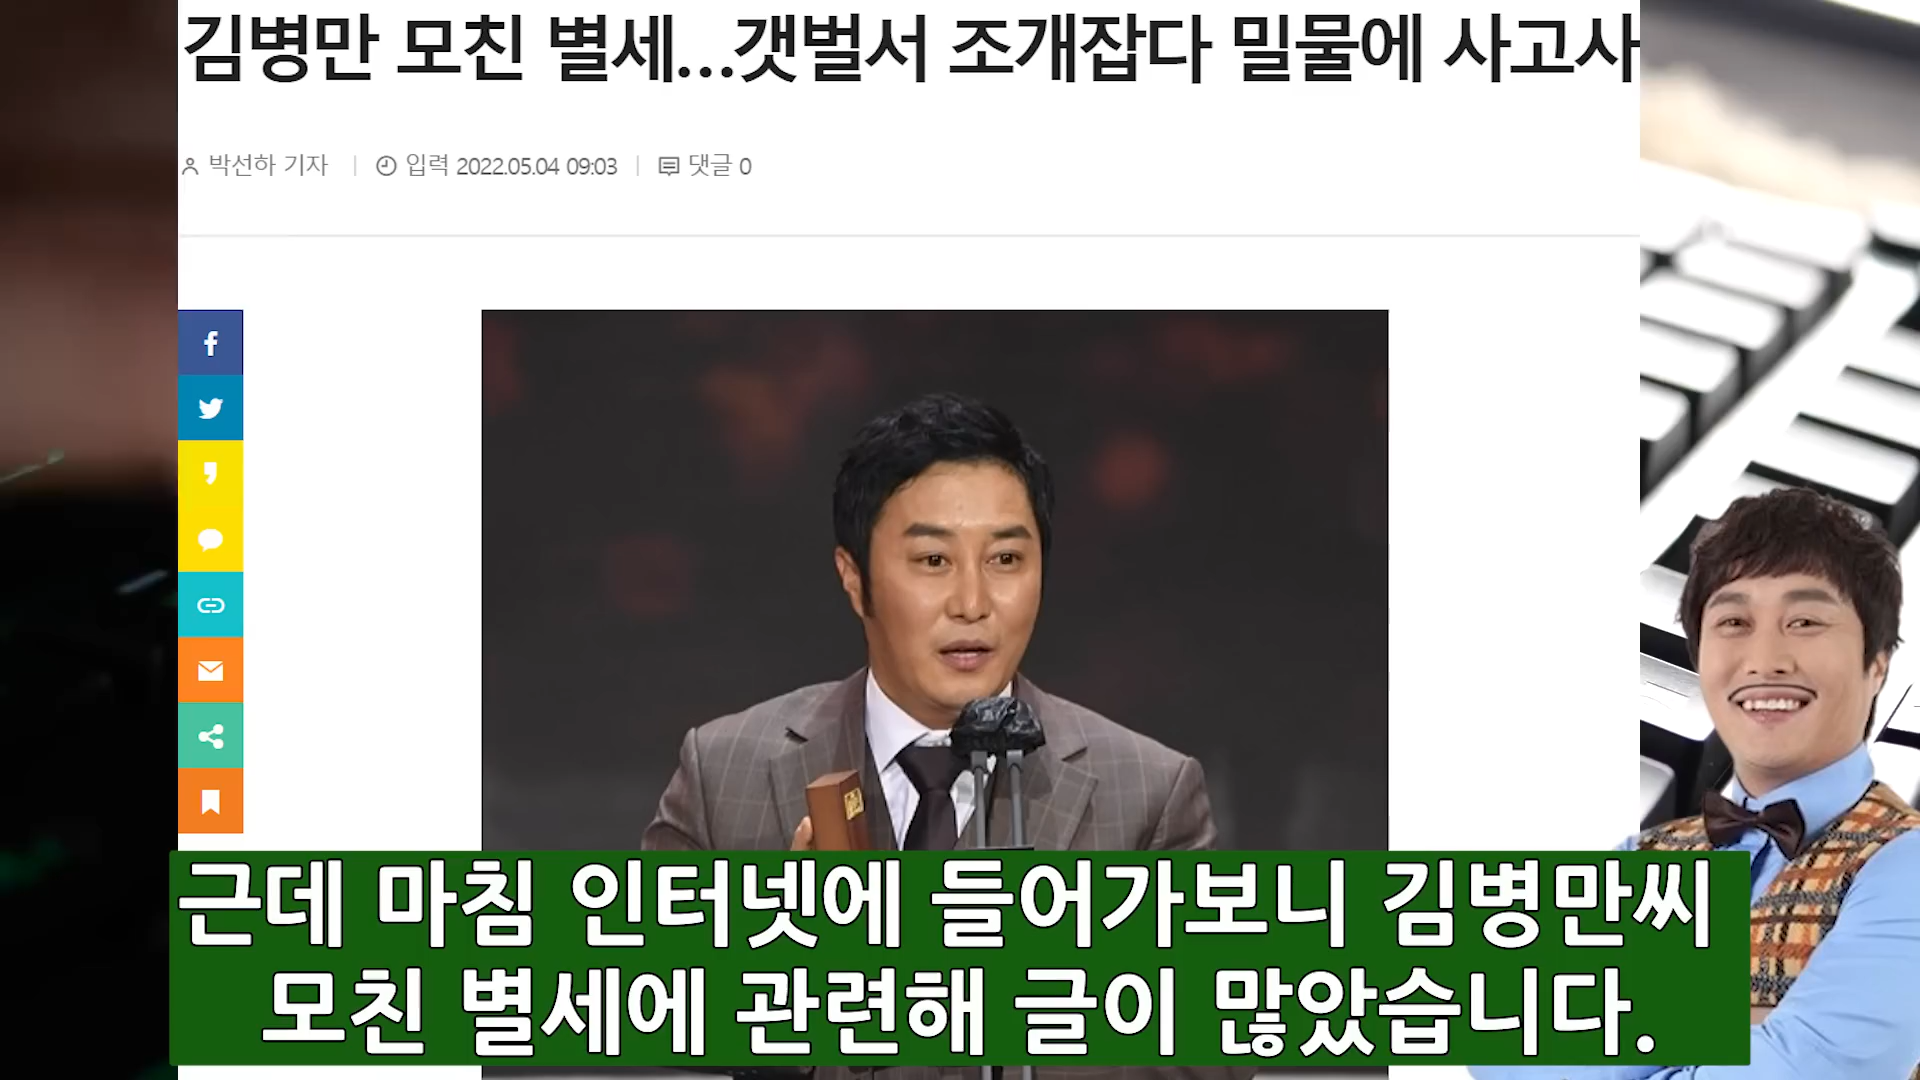 김병만 모친 별세...갯벌서 조개잡다 밀물에 사고사
박선하 기자 | 입력 2022.05.04 09:03 | 댓글 0
근데 마침 인터넷에 들어가보니 김병만씨
모친 별세에 관련해 글이 많았습니다.